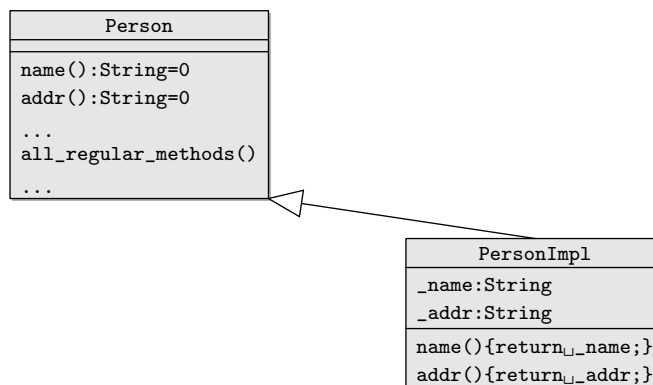 Person
name():String=0
addr():String=0
...
all_regular_methods()
...
PersonImpl
_name:String
_addr:String
name(){return␣_name;}
addr(){return␣_addr;}